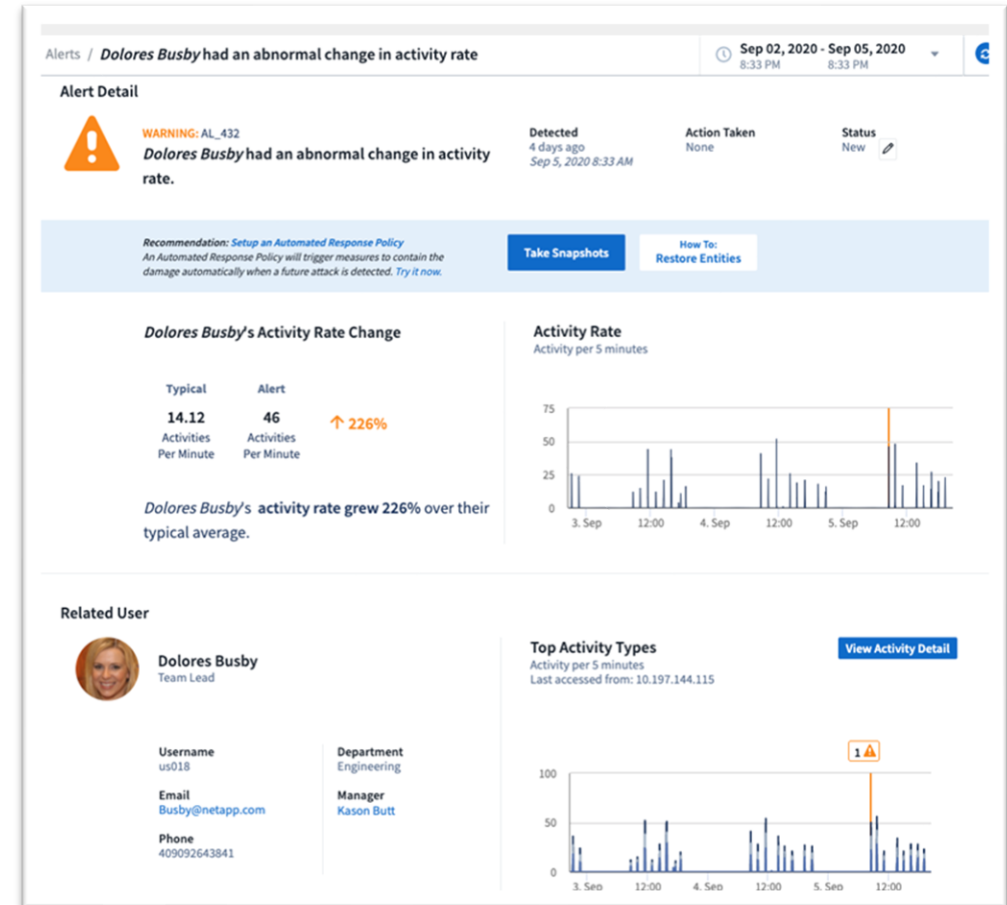 Alerts / Dolores Busby had an abnormal change in activity rate
Sep 02, 2020 - Sep 05, 2020
8:33 PM 8:33 PM
Alert Detail
WARNING: AL_432
Dolores Busby had an abnormal change in activity
rate.
Detected
4 days ago
Sep 5, 2020 8:33 AM
Action Taken
None
Status
New
Recommendation: Setup an Automated Response Policy
An Automated Response Policy will trigger measures to contain the
damage automatically when a future attack is detected. Try it now.
Take Snapshots
How To:
Restore Entities
Dolores Busby's Activity Rate Change
Typical
14.12
Activities
Per Minute
Alert
46
Activities
Per Minute
↑ 226%
Dolores Busby's activity rate grew 226% over their
typical average.
Activity Rate
Activity per 5 minutes
75
50
25
0
3. Sep 12:00 4. Sep 12:00 5. Sep 12:00
Related User
Dolores Busby
Team Lead
Username
us018
Email
Busby@netapp.com
Phone
409092643841
Department
Engineering
Manager
Kason Butt
Top Activity Types
Activity per 5 minutes
Last accessed from: 10.197.144.115
View Activity Detail
1
100
50
0
3. Sep 12:00 4. Sep 12:00 5. Sep 12:00